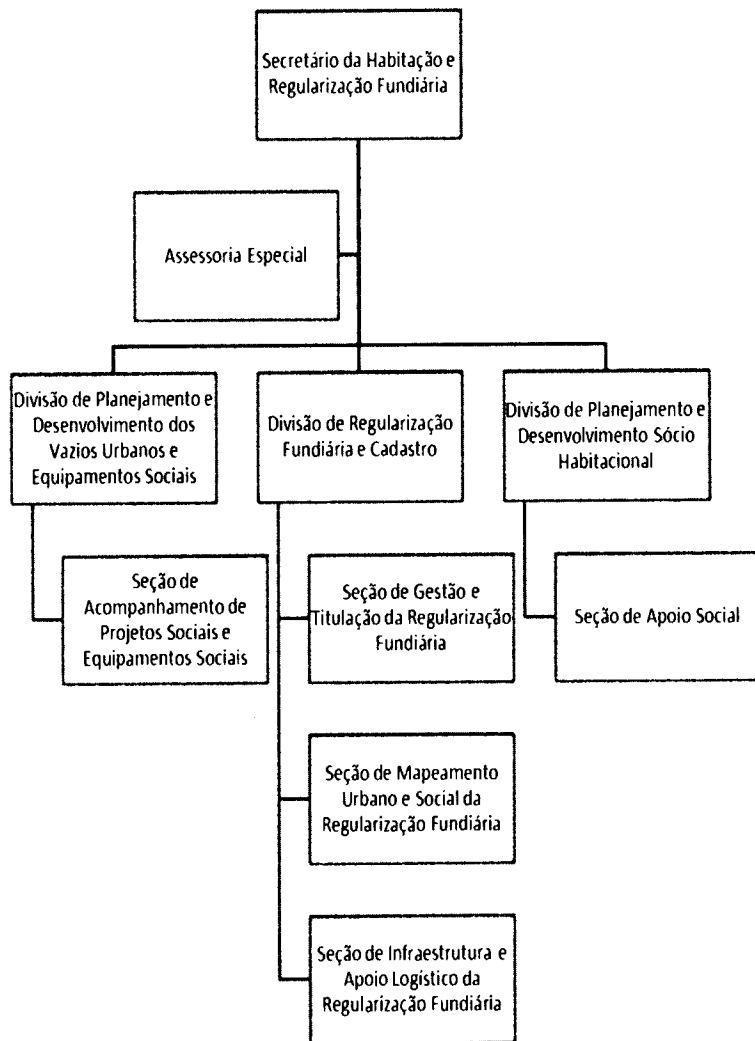 Secretário da Habitação e
Regularização Fundiária
Assessoria Especial
Divisão de Planejamento e
Desenvolvimento dos
Vazios Urbanos e
Equipamentos Sociais
Divisão de Regularização
Fundiária e Cadastro
Divisão de Planejamento e
Desenvolvimento Sócio
Habitacional
Seção de
Acompanhamento de
Projetos Sociais e
Equipamentos Sociais
Seção de Gestão e
Titulação da Regularização
Fundiária
Seção de Apoio Social
Seção de Mapeamento
Urbano e Social da
Regularização Fundiária
Seção de Infraestrutura e
Apoio Logístico da
Regularização Fundiária